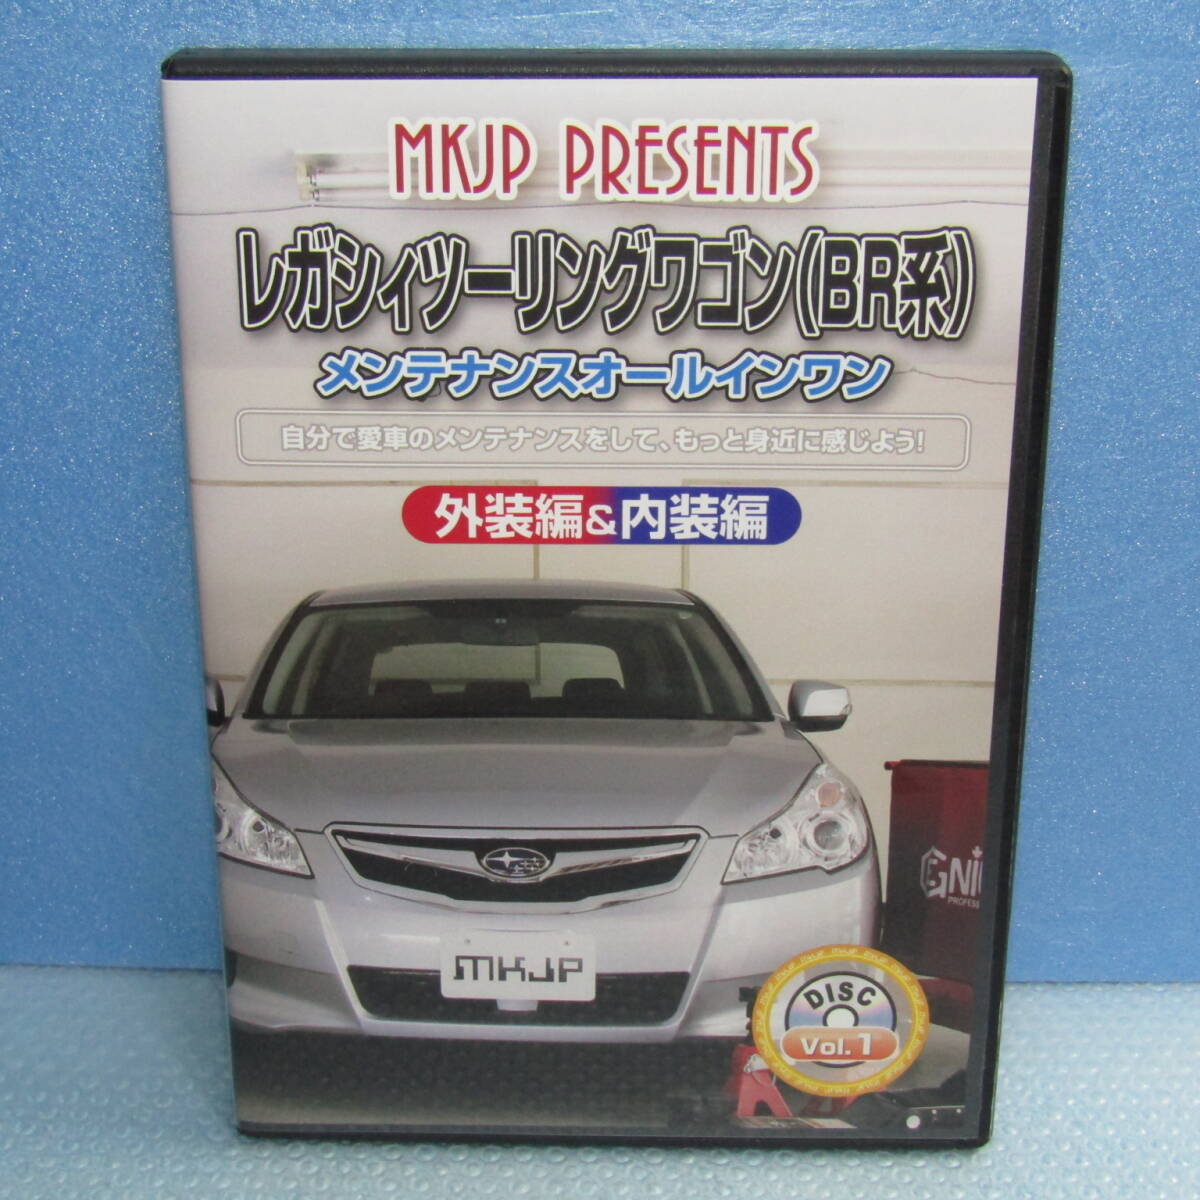 MKJP PRESENTS
レガシィツーリングワゴン(BR系)
メンテナンスオールインワン
自分で愛車のメンテナンスをして、もっと身近に感じよう!
外装編&内装編
MKJP
DISC
Vol.1